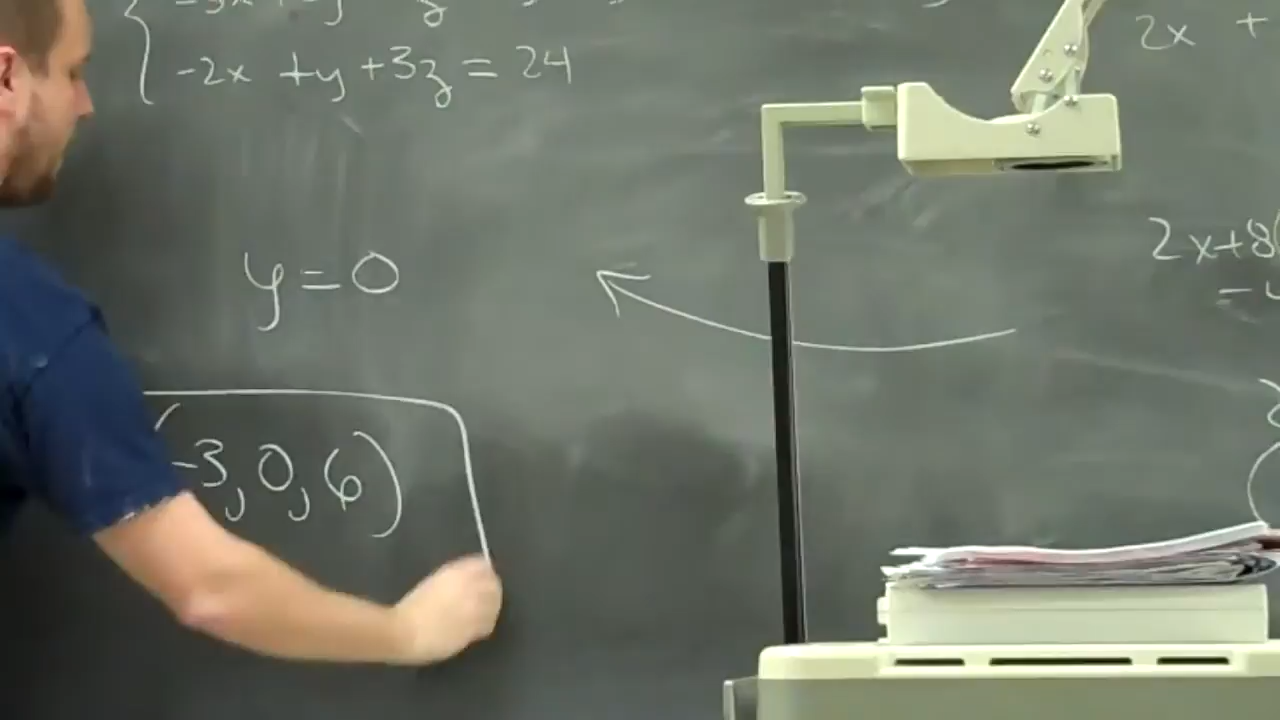 -2x +y +3z = 24
2x +
y = 0
2x+8
(-3, 0, 6)